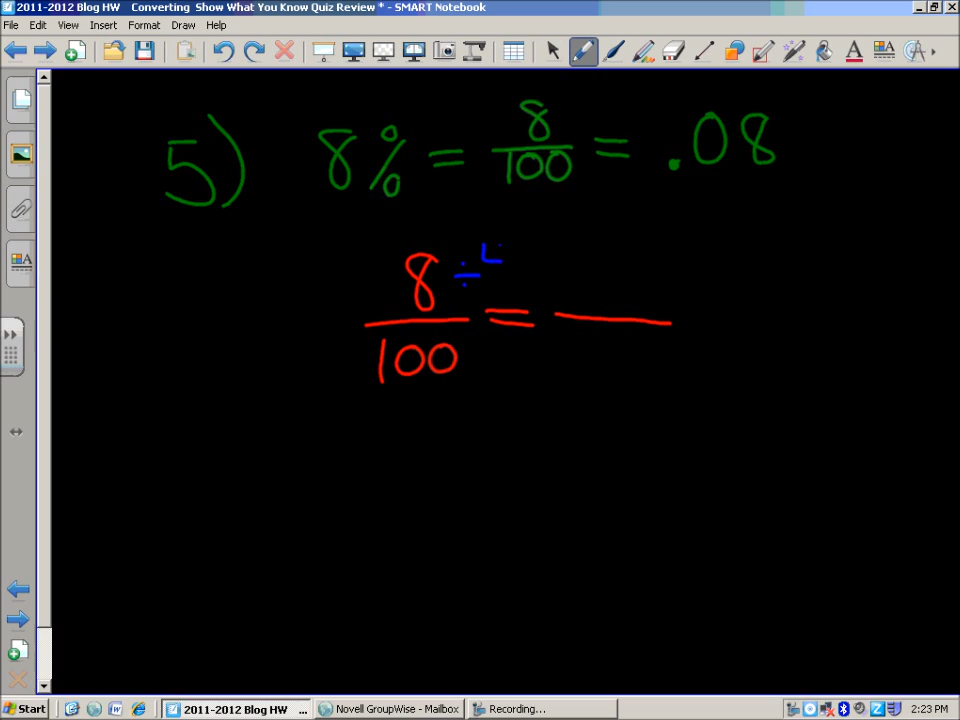 2011-2012 Blog HW Converting Show What You Know Quiz Review * - SMART Notebook
File Edit View Insert Format Draw Help
5) 8% = 8/100 = .08
8 ÷
100 =
Start 2011-2012 Blog HW ... Novell GroupWise - Mailbox Recording... 2:23 PM